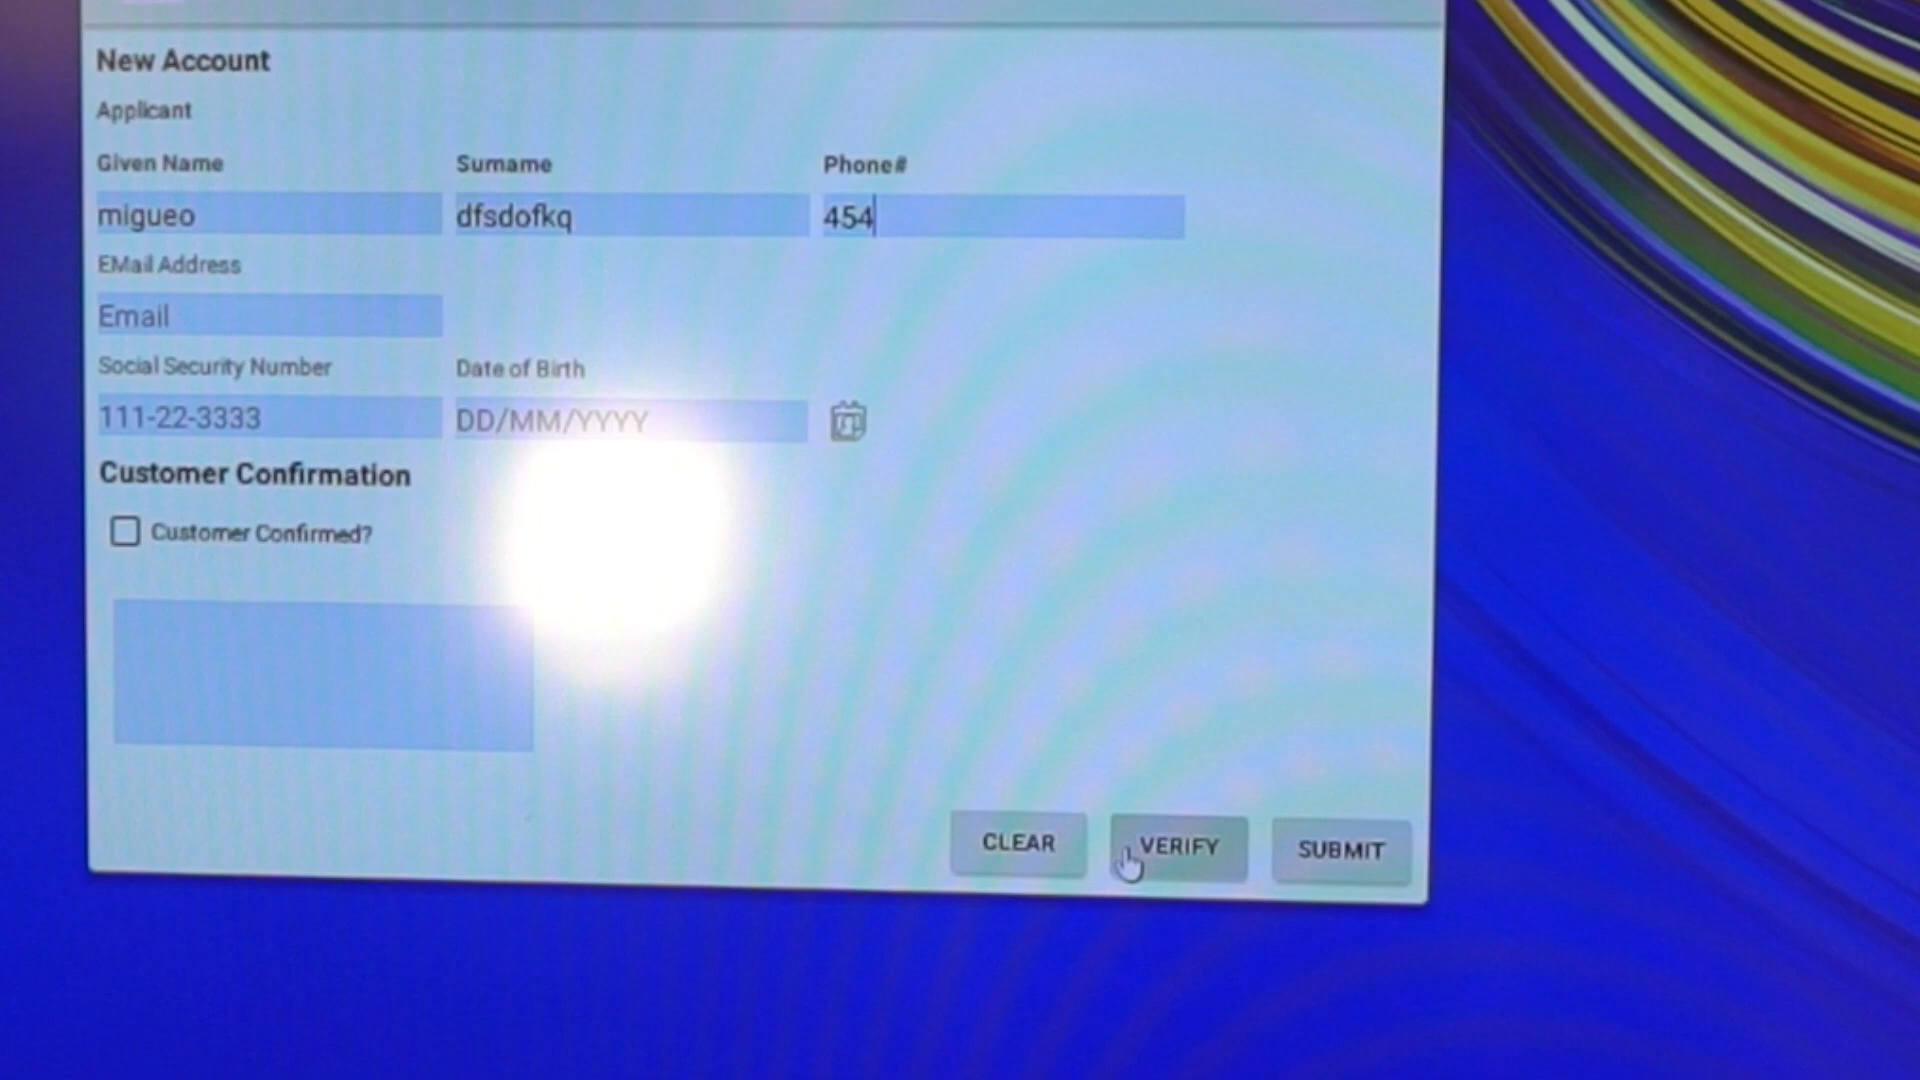 New Account
Applicant
Given Name Surname Phone#
migueo dfsdofkq 454
EMail Address
Email
Social Security Number Date of Birth
111-22-3333 DD/MM/YYYY
Customer Confirmation
Customer Confirmed?
CLEAR VERIFY SUBMIT